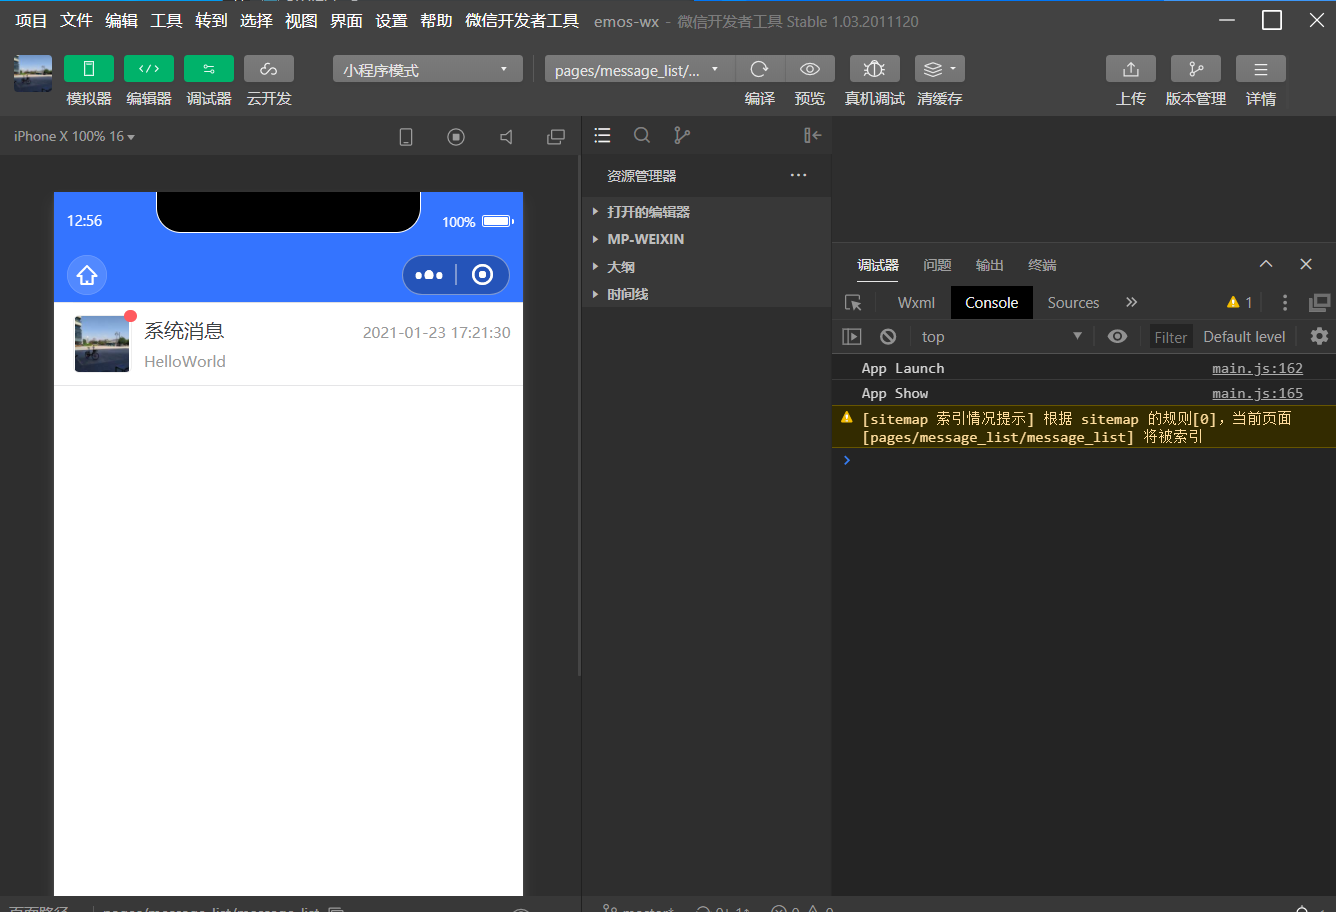 项目 文件 编辑 工具 转到 选择 视图 界面 设置 帮助 微信开发者工具 emos-wx - 微信开发者工具 Stable 1.03.2011120
小程序模式 pages/message_list/...
模拟器 编辑器 调试器 云开发 编译 预览 真机调试 清缓存 上传 版本管理 详情
iPhone X 100% 16
12:56 100%
系统消息 2021-01-23 17:21:30
HelloWorld
资源管理器 ...
打开的编辑器
MP-WEIXIN
大纲
时间线
调试器 问题 输出 终端
Wxml Console Sources » 1
top Filter Default level
App Launch main.js:162
App Show main.js:165
[sitemap 索引情况提示] 根据 sitemap 的规则[0]，当前页面
[pages/message_list/message_list] 将被索引
›